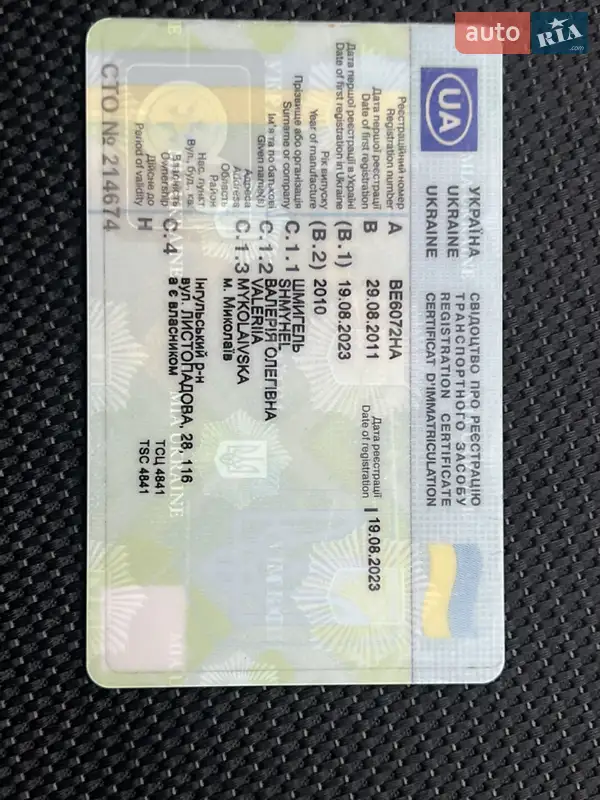 auto RIA .com
UA
УКРАЇНА
UKRAINE
UKRAINE
СВІДОЦТВО ПРО РЕЄСТРАЦІЮ
ТРАНСПОРТНОГО ЗАСОБУ
REGISTRATION CERTIFICATE
CERTIFICAT D'IMMATRICULATION
Реєстраційний номер
Registration number A BE6072HA
Дата першої реєстрації
Date of first registration B 29.08.2011
Дата реєстрації
Date of registration I 19.08.2023
Дата першої реєстрації в Україні
Date of first registration in Ukraine (B.1) 19.08.2023
Рік випуску
Year of manufacture (B.2) 2010
Прізвище або організація C.1.1 ШМИГЕЛЬ
Surname or company SHMYHEL
Ім'я та по батькові C.1.2 ВАЛЕРІЯ ОЛЕГІВНА
Given name(s) VALERIIA
Адреса C.1.3 MYKOLAIVSKA
Address м. Миколаїв
Область
Район
Нас. пункт Інгульський р-н
Вул., буд., кв. вул. ЛИСТОПАДОВА, 28, 116
Власність C.4 а є власником
Ownership
Дійсне до H
Period of validity
ТСЦ 4841
TSC 4841
СТО № 214674
MIA UKRAINE